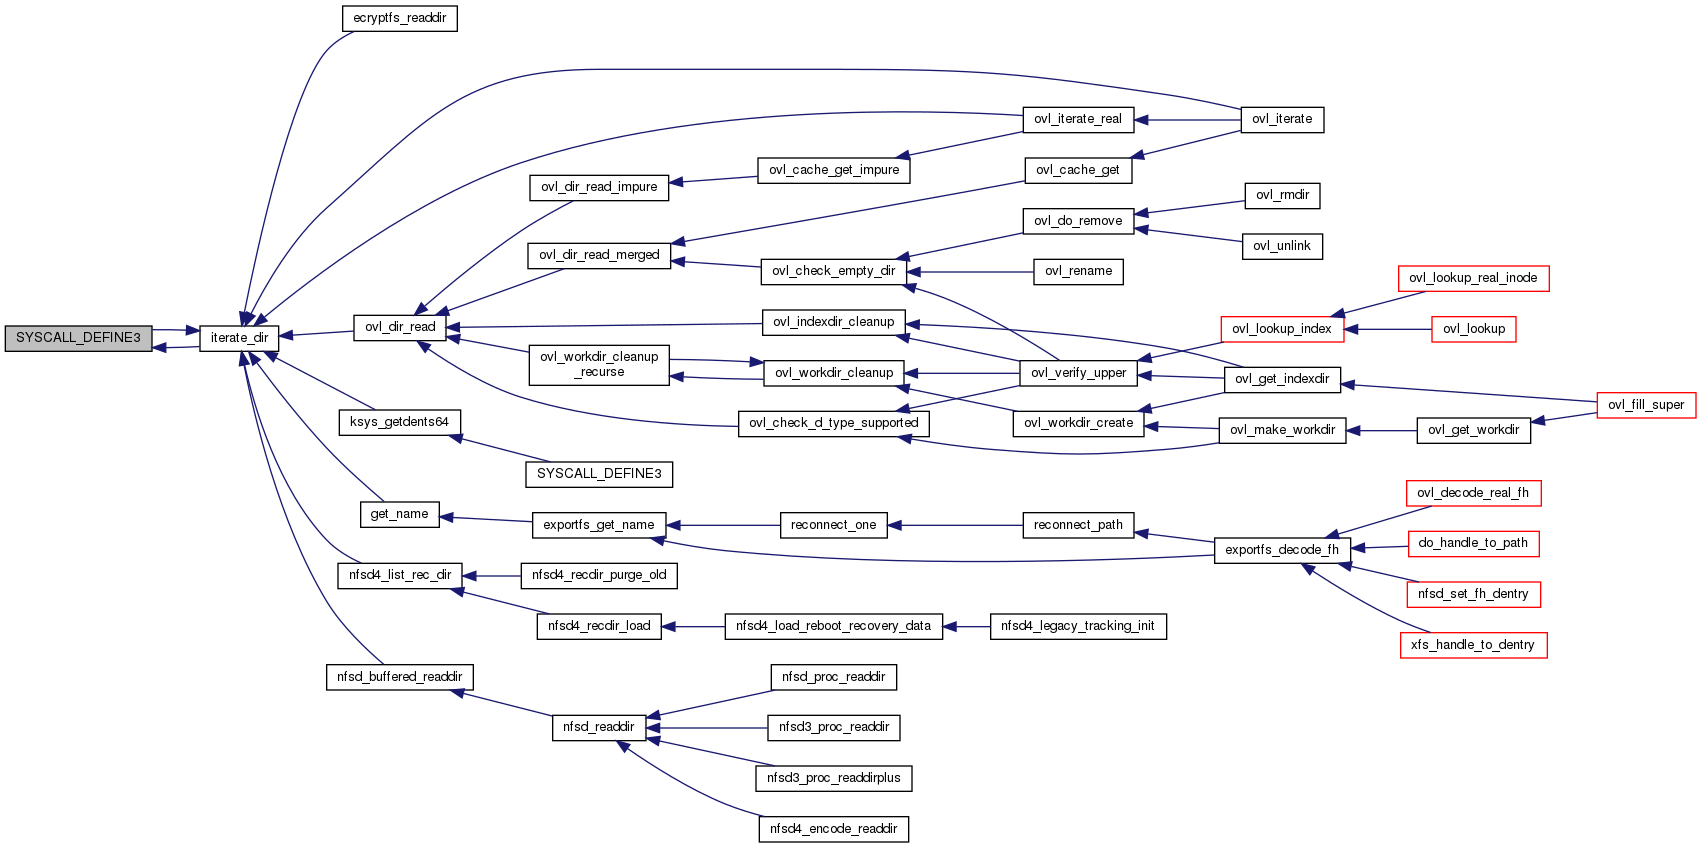 ecryptfs_readdir
ovl_iterate_real
ovl_iterate
ovl_cache_get_impure
ovl_cache_get
ovl_dir_read_impure
ovl_rmdir
ovl_do_remove
ovl_unlink
ovl_dir_read_merged
ovl_check_empty_dir
ovl_rename
ovl_lookup_real_inode
SYSCALL_DEFINE3
iterate_dir
ovl_dir_read
ovl_indexdir_cleanup
ovl_lookup_index
ovl_lookup
ovl_workdir_cleanup
_recurse
ovl_workdir_cleanup
ovl_verify_upper
ovl_get_indexdir
ovl_fill_super
ksys_getdents64
ovl_check_d_type_supported
ovl_workdir_create
ovl_make_workdir
ovl_get_workdir
SYSCALL_DEFINE3
ovl_decode_real_fh
get_name
exportfs_get_name
reconnect_one
reconnect_path
exportfs_decode_fh
do_handle_to_path
nfsd4_list_rec_dir
nfsd4_recdir_purge_old
nfsd_set_fh_dentry
nfsd4_recdir_load
nfsd4_load_reboot_recovery_data
nfsd4_legacy_tracking_init
xfs_handle_to_dentry
nfsd_buffered_readdir
nfsd_proc_readdir
nfsd_readdir
nfsd3_proc_readdir
nfsd3_proc_readdirplus
nfsd4_encode_readdir